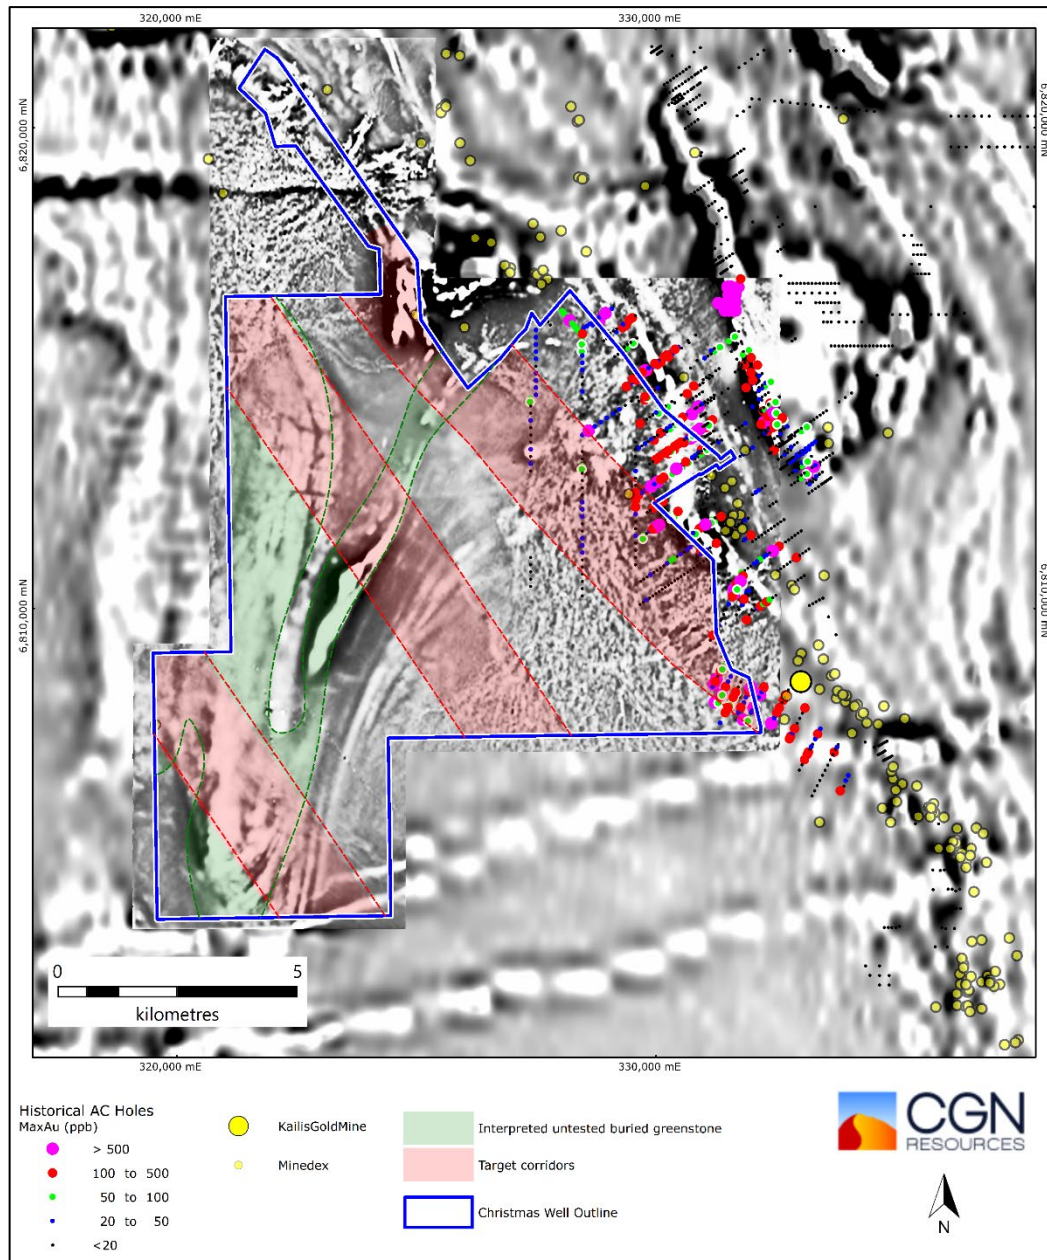 320,000 mE
330,000 mE
6,820,000 mN
6,820,000 mN
6,810,000 mN
6,810,000 mN
0
5
kilometres
320,000 mE
330,000 mE
Historical AC Holes
MaxAu (ppb)
> 500
100 to 500
50 to 100
20 to 50
<20
KailisGoldMine
Minedex
Interpreted untested buried greenstone
Target corridors
Christmas Well Outline
CGN
RESOURCES
N